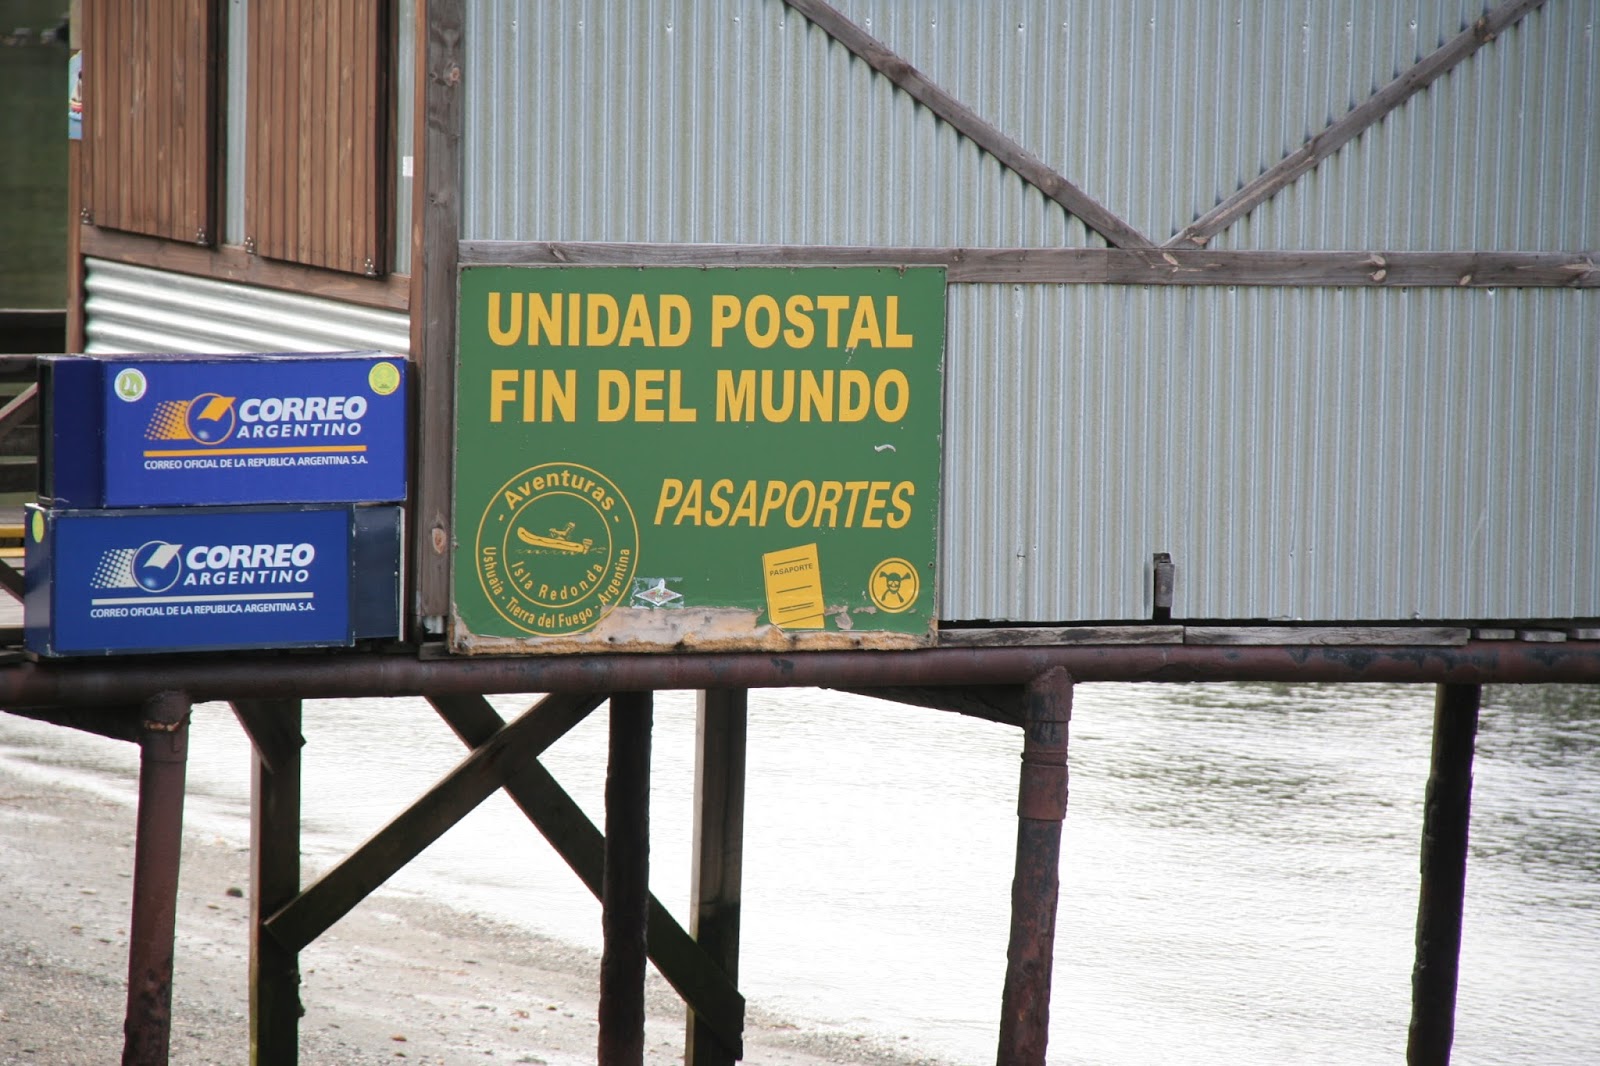 UNIDAD POSTAL
FIN DEL MUNDO
PASAPORTES
- Aventuras -
Isla Redonda
Ushuaia - Tierra del Fuego - Argentina
PASAPORTE
CORREO
ARGENTINO
CORREO OFICIAL DE LA REPUBLICA ARGENTINA S.A.
CORREO
ARGENTINO
CORREO OFICIAL DE LA REPUBLICA ARGENTINA S.A.